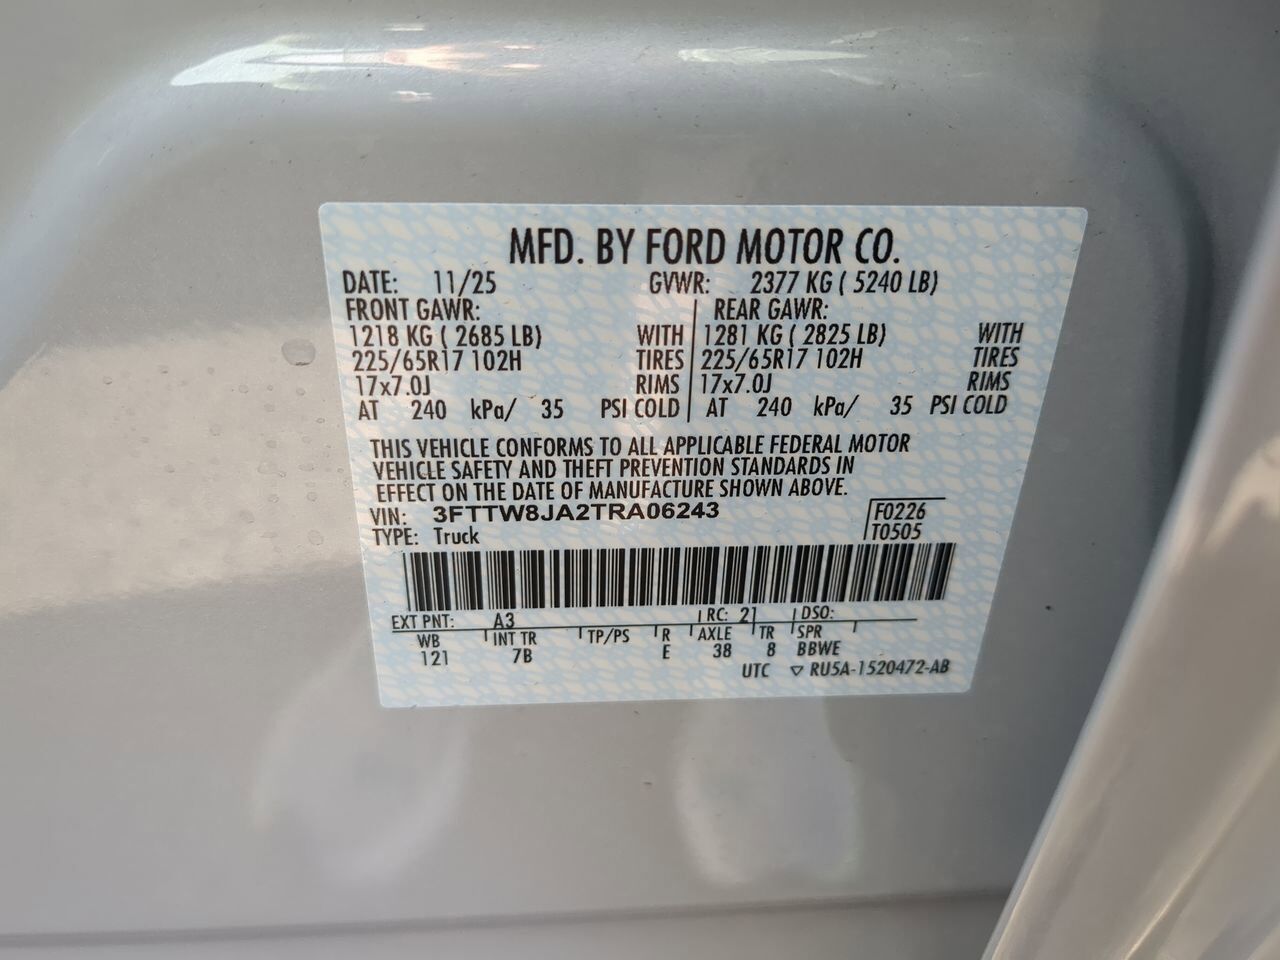 MFD. BY FORD MOTOR CO.
DATE: 11/25 GVWR: 2377 KG ( 5240 LB)
FRONT GAWR: REAR GAWR:
1218 KG ( 2685 LB) WITH 1281 KG ( 2825 LB) WITH
225/65R17 102H TIRES 225/65R17 102H TIRES
17x7.0J RIMS 17x7.0J RIMS
AT 240 kPa/ 35 PSI COLD AT 240 kPa/ 35 PSI COLD
THIS VEHICLE CONFORMS TO ALL APPLICABLE FEDERAL MOTOR
VEHICLE SAFETY AND THEFT PREVENTION STANDARDS IN
EFFECT ON THE DATE OF MANUFACTURE SHOWN ABOVE.
VIN: 3FTTW8JA2TRA06243 F0226
TYPE: Truck T0505
EXT PNT: A3 RC: 21 DSO:
WB INT TR TP/PS R AXLE TR SPR
121 7B E 38 8 BBWE
UTC ▽ RU5A-1520472-AB